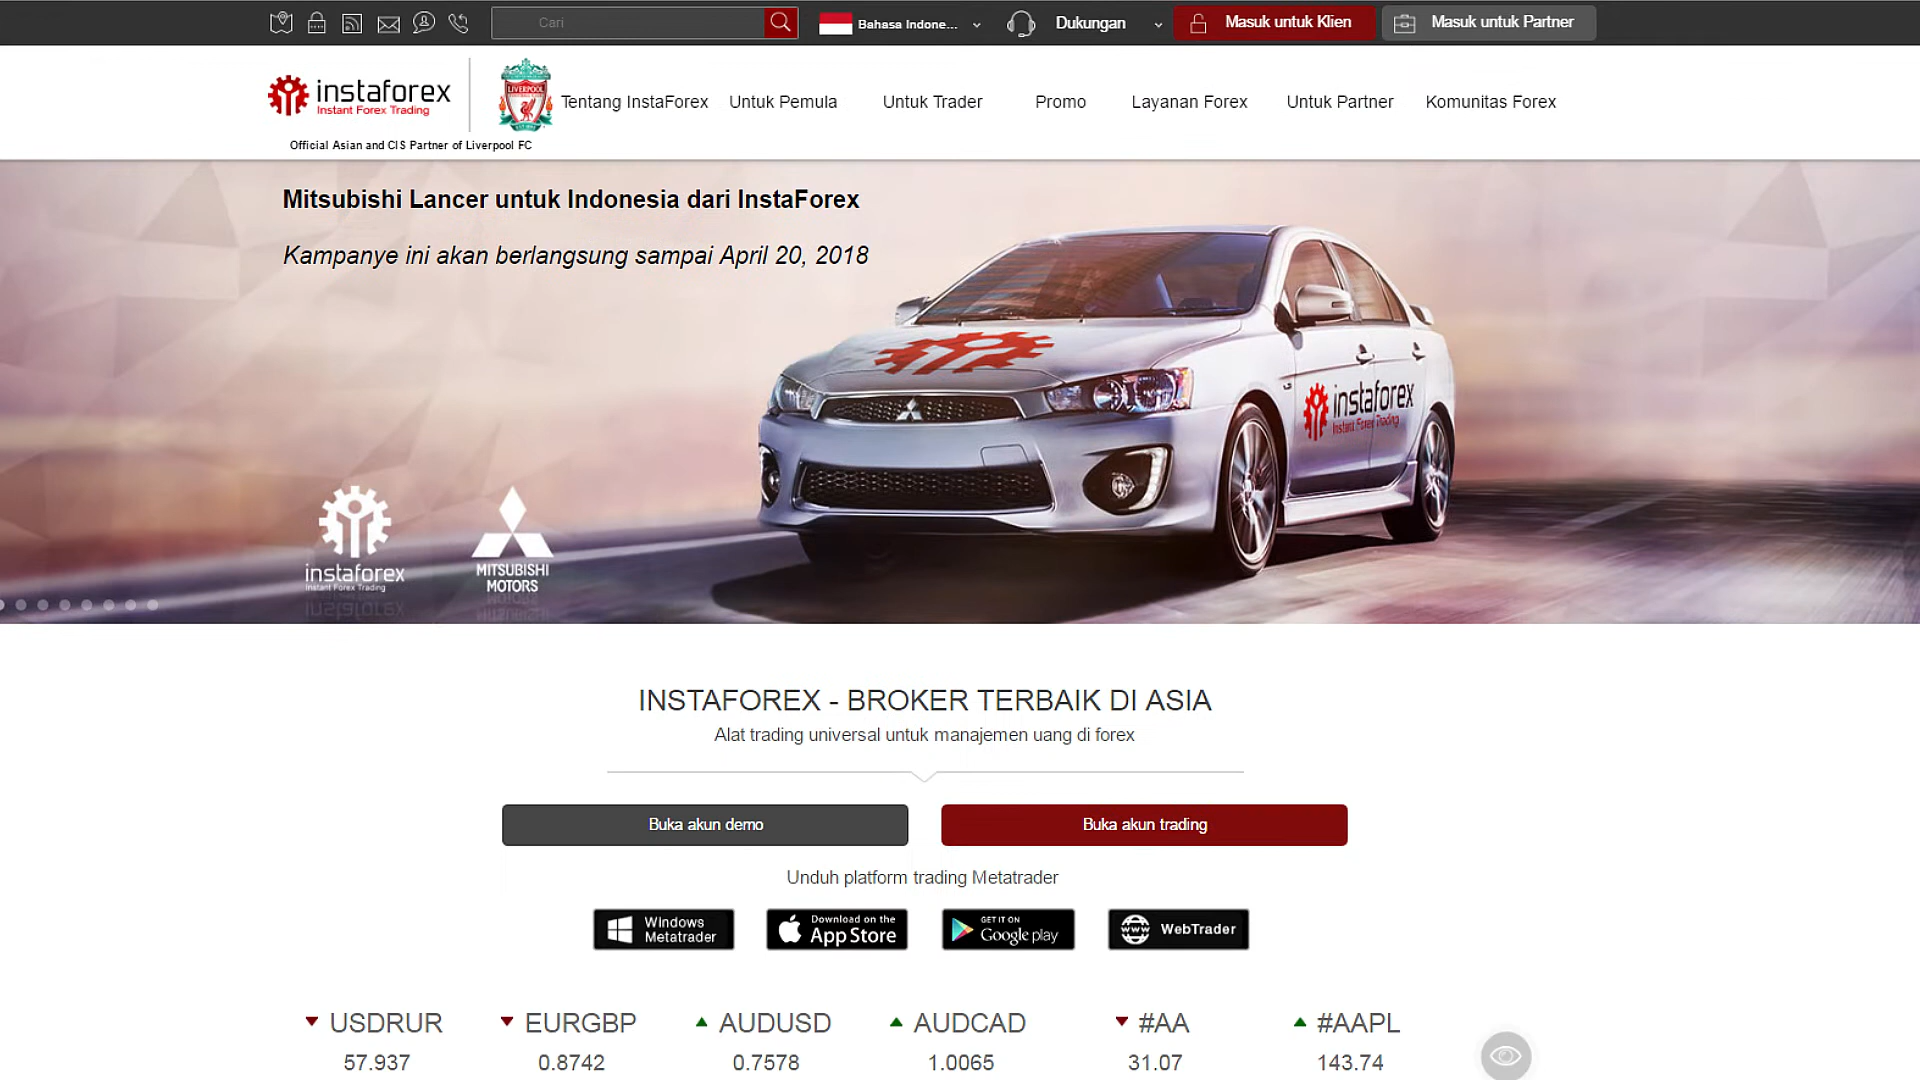 Cari
Bahasa Indone...
Dukungan
Masuk untuk Klien
Masuk untuk Partner
instaforex
Instant Forex Trading
LIVERPOOL
Official Asian and CIS Partner of Liverpool FC
Tentang InstaForex
Untuk Pemula
Untuk Trader
Promo
Layanan Forex
Untuk Partner
Komunitas Forex
Mitsubishi Lancer untuk Indonesia dari InstaForex
Kampanye ini akan berlangsung sampai April 20, 2018
instaforex
Instant Forex Trading
instaforex
Instant Forex Trading
MITSUBISHI
MOTORS
INSTAFOREX - BROKER TERBAIK DI ASIA
Alat trading universal untuk manajemen uang di forex
Buka akun demo
Buka akun trading
Unduh platform trading Metatrader
Windows
Metatrader
Download on the
App Store
GET IT ON
Google play
www
WebTrader
USDRUR
EURGBP
AUDUSD
AUDCAD
#AA
#AAPL
57.937
0.8742
0.7578
1.0065
31.07
143.74